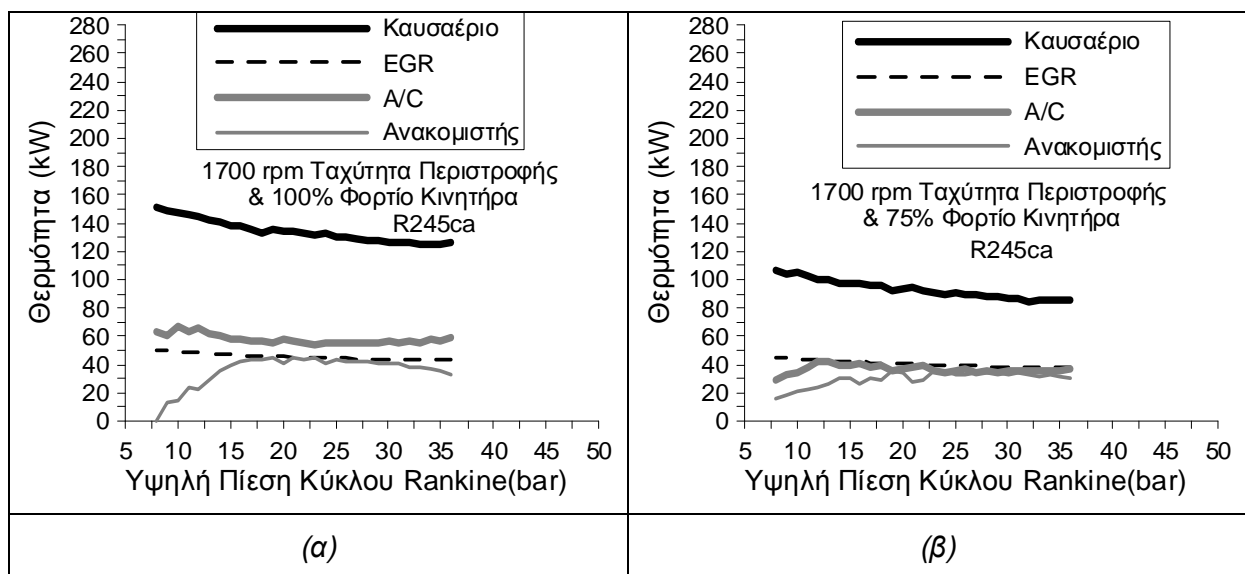 280
260
240
220
200
180
160
140
120
100
80
60
40
20
0
Θερμότητα (kW)
Καυσαέριο
EGR
A/C
Ανακομιστής
1700 rpm Ταχύτητα Περιστροφής
& 100% Φορτίο Κινητήρα
R245ca
5 10 15 20 25 30 35 40 45 50
Υψηλή Πίεση Κύκλου Rankine(bar)
(α)
280
260
240
220
200
180
160
140
120
100
80
60
40
20
0
Θερμότητα (kW)
Καυσαέριο
EGR
A/C
Ανακομιστής
1700 rpm Ταχύτητα Περιστροφής
& 75% Φορτίο Κινητήρα
R245ca
5 10 15 20 25 30 35 40 45 50
Υψηλή Πίεση Κύκλου Rankine(bar)
(β)